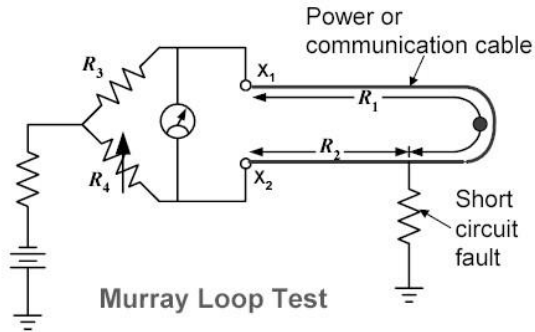 Power or
communication cable
R3
X1
R1
R2
R4
X2
Short
circuit
fault
Murray Loop Test